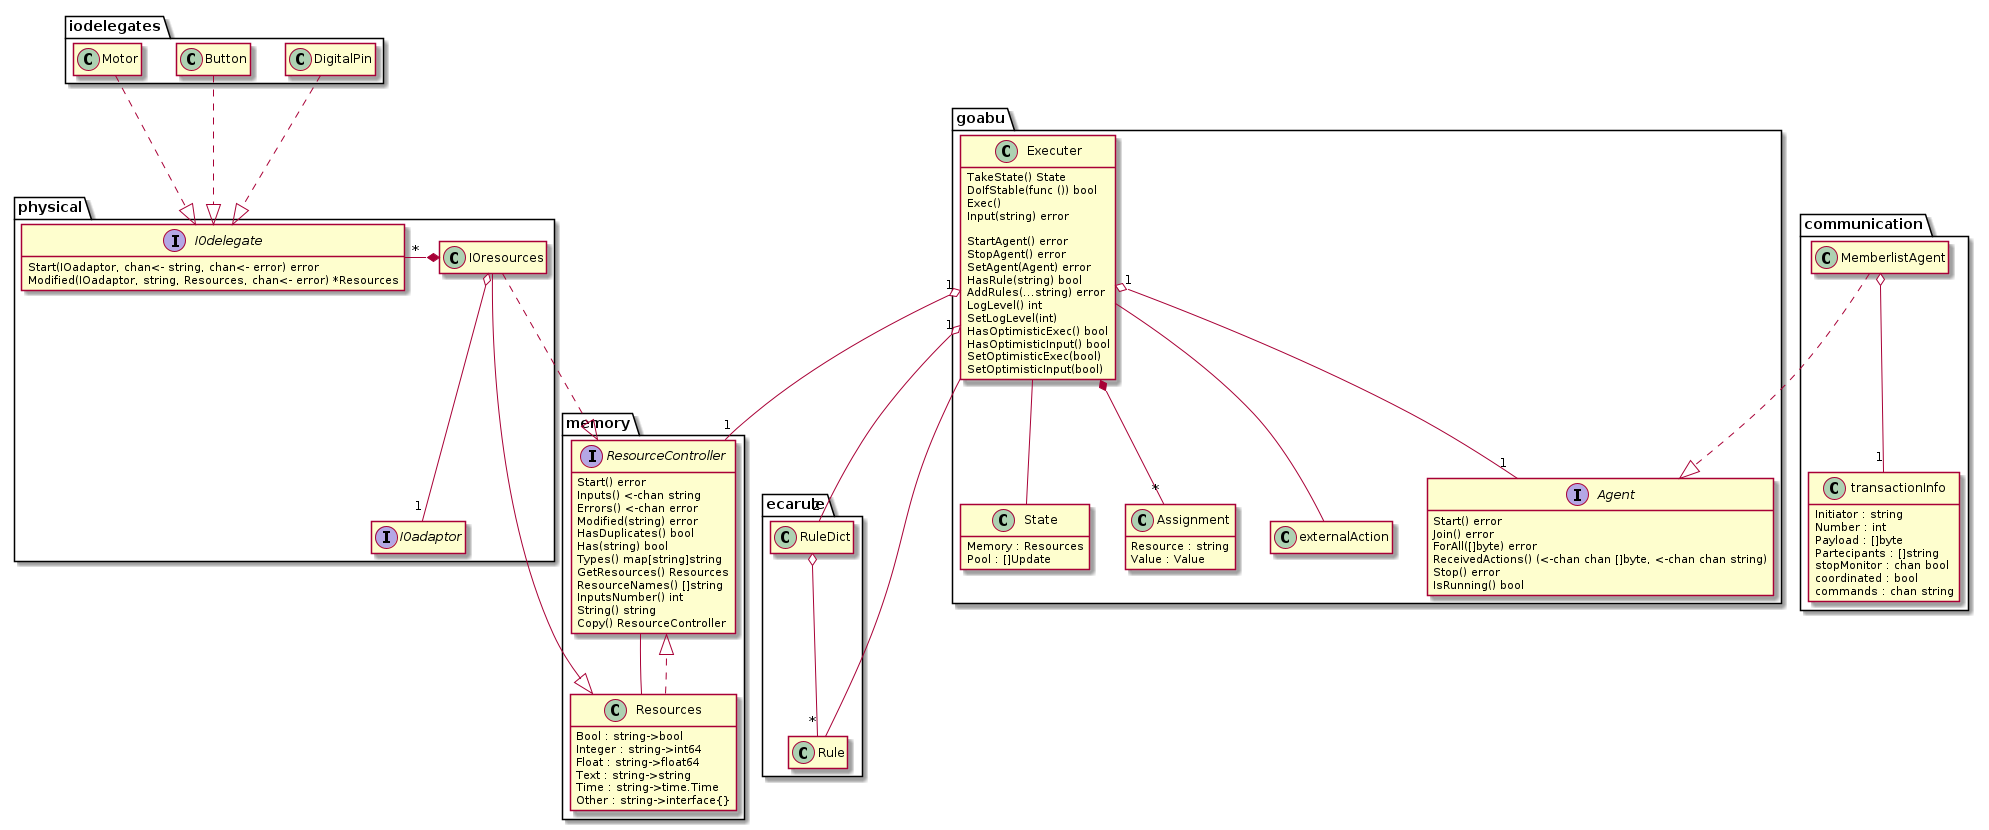 iodelegates
C Motor
C Button
C DigitalPin
physical
I IOdelegate
Start(IOadaptor, chan<- string, chan<- error) error
Modified(IOadaptor, string, Resources, chan<- error) *Resources
*
C IOresources
1
I IOadaptor
memory
1
I ResourceController
Start() error
Inputs() <-chan string
Errors() <-chan error
Modified(string) error
HasDuplicates() bool
Has(string) bool
Types() map[string]string
GetResources() Resources
ResourceNames() []string
InputsNumber() int
String() string
Copy() ResourceController
C Resources
Bool : string->bool
Integer : string->int64
Float : string->float64
Text : string->string
Time : string->time.Time
Other : string->interface{}
ecarule
2
C RuleDict
*
C Rule
goabu
C Executer
TakeState() State
DoIfStable(func ()) bool
Exec()
Input(string) error
StartAgent() error
StopAgent() error
SetAgent(Agent) error
HasRule(string) bool
AddRules(...string) error
LogLevel() int
SetLogLevel(int)
HasOptimisticExec() bool
HasOptimisticInput() bool
SetOptimisticExec(bool)
SetOptimisticInput(bool)
1
1
1
C State
Memory : Resources
Pool : []Update
*
C Assignment
Resource : string
Value : Value
C externalAction
1
I Agent
Start() error
Join() error
ForAll([]byte) error
ReceivedActions() (<-chan chan []byte, <-chan chan string)
Stop() error
IsRunning() bool
communication
C MemberlistAgent
1
C transactionInfo
Initiator : string
Number : int
Payload : []byte
Partecipants : []string
stopMonitor : chan bool
coordinated : bool
commands : chan string